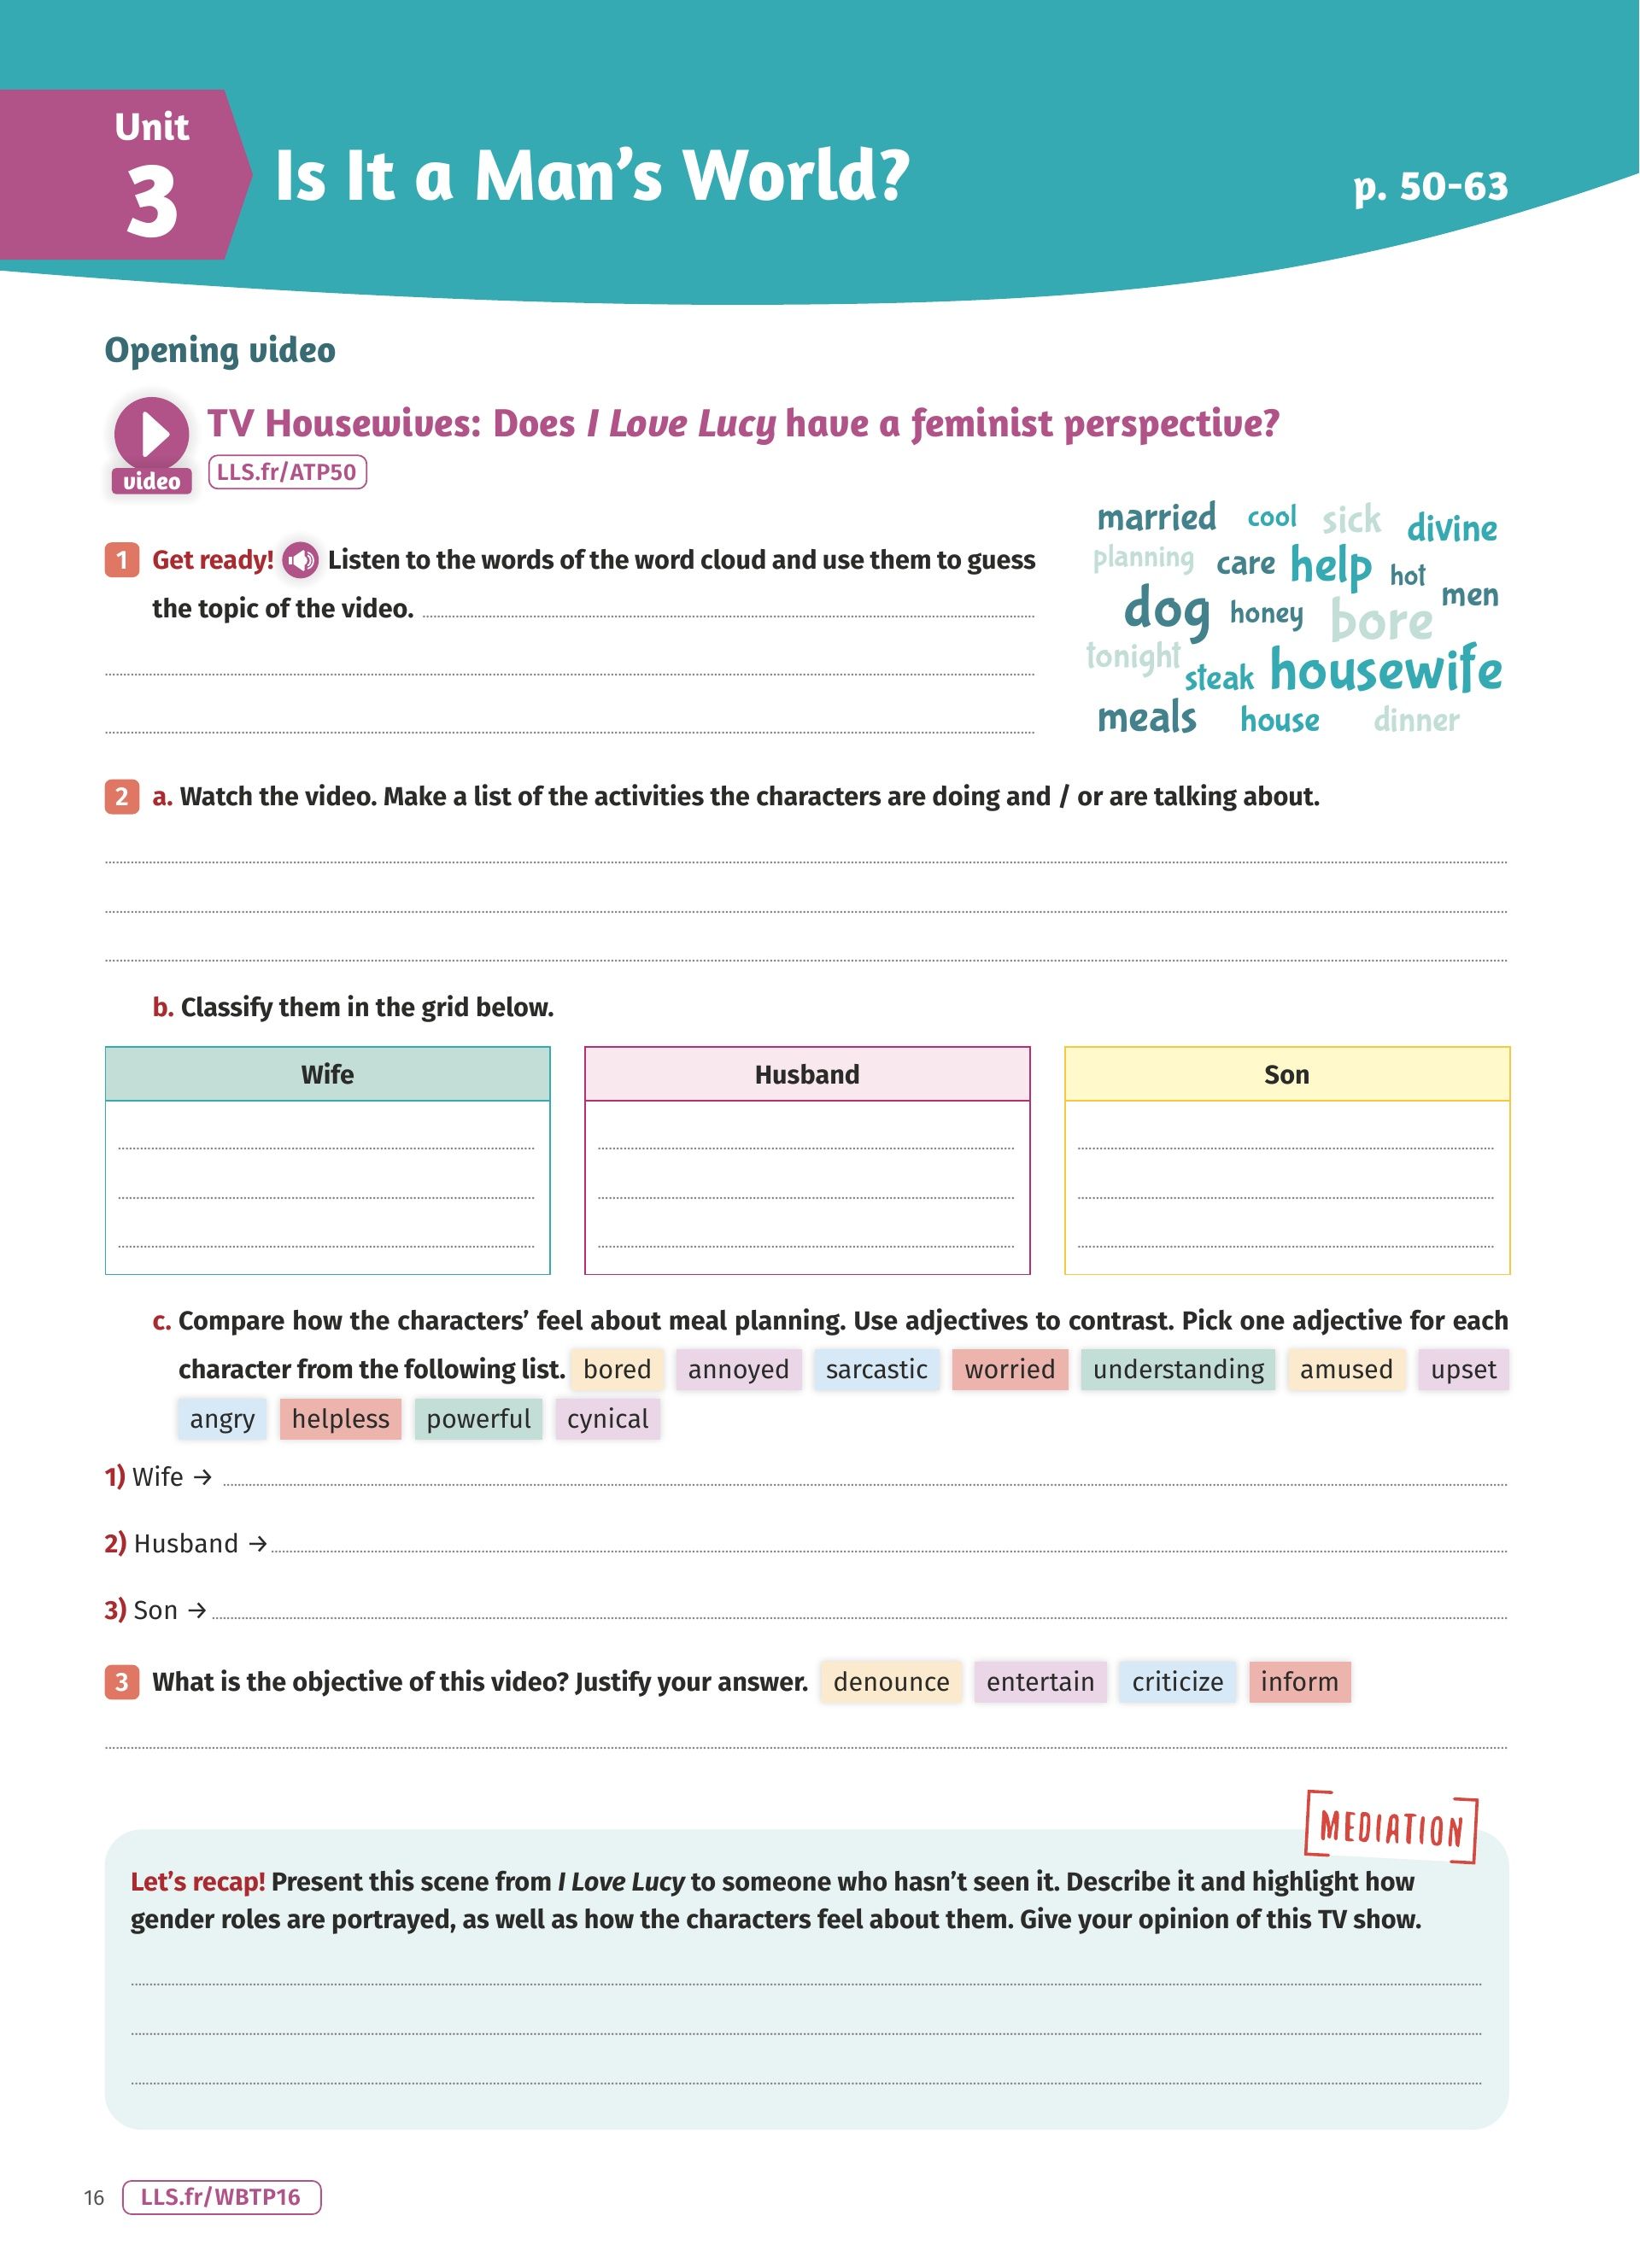 Unit
3
Is It a Man's World?
p. 50-63
Opening video
video
TV Housewives: Does I Love Lucy have a feminist perspective?
LLS.fr/ATP50
1 Get ready! Listen to the words of the word cloud and use them to guess
the topic of the video.
married cool sick divine
planning care help hot
men
dog honey bore
tonight steak housewife
meals house dinner
2 a. Watch the video. Make a list of the activities the characters are doing and / or are talking about.
b. Classify them in the grid below.
Wife Husband Son
c. Compare how the characters' feel about meal planning. Use adjectives to contrast. Pick one adjective for each
character from the following list. bored annoyed sarcastic worried understanding amused upset
angry helpless powerful cynical
1) Wife →
2) Husband →
3) Son →
3 What is the objective of this video? Justify your answer. denounce entertain criticize inform
MEDIATION
Let's recap! Present this scene from I Love Lucy to someone who hasn't seen it. Describe it and highlight how
gender roles are portrayed, as well as how the characters feel about them. Give your opinion of this TV show.
16 LLS.fr/WBTP16